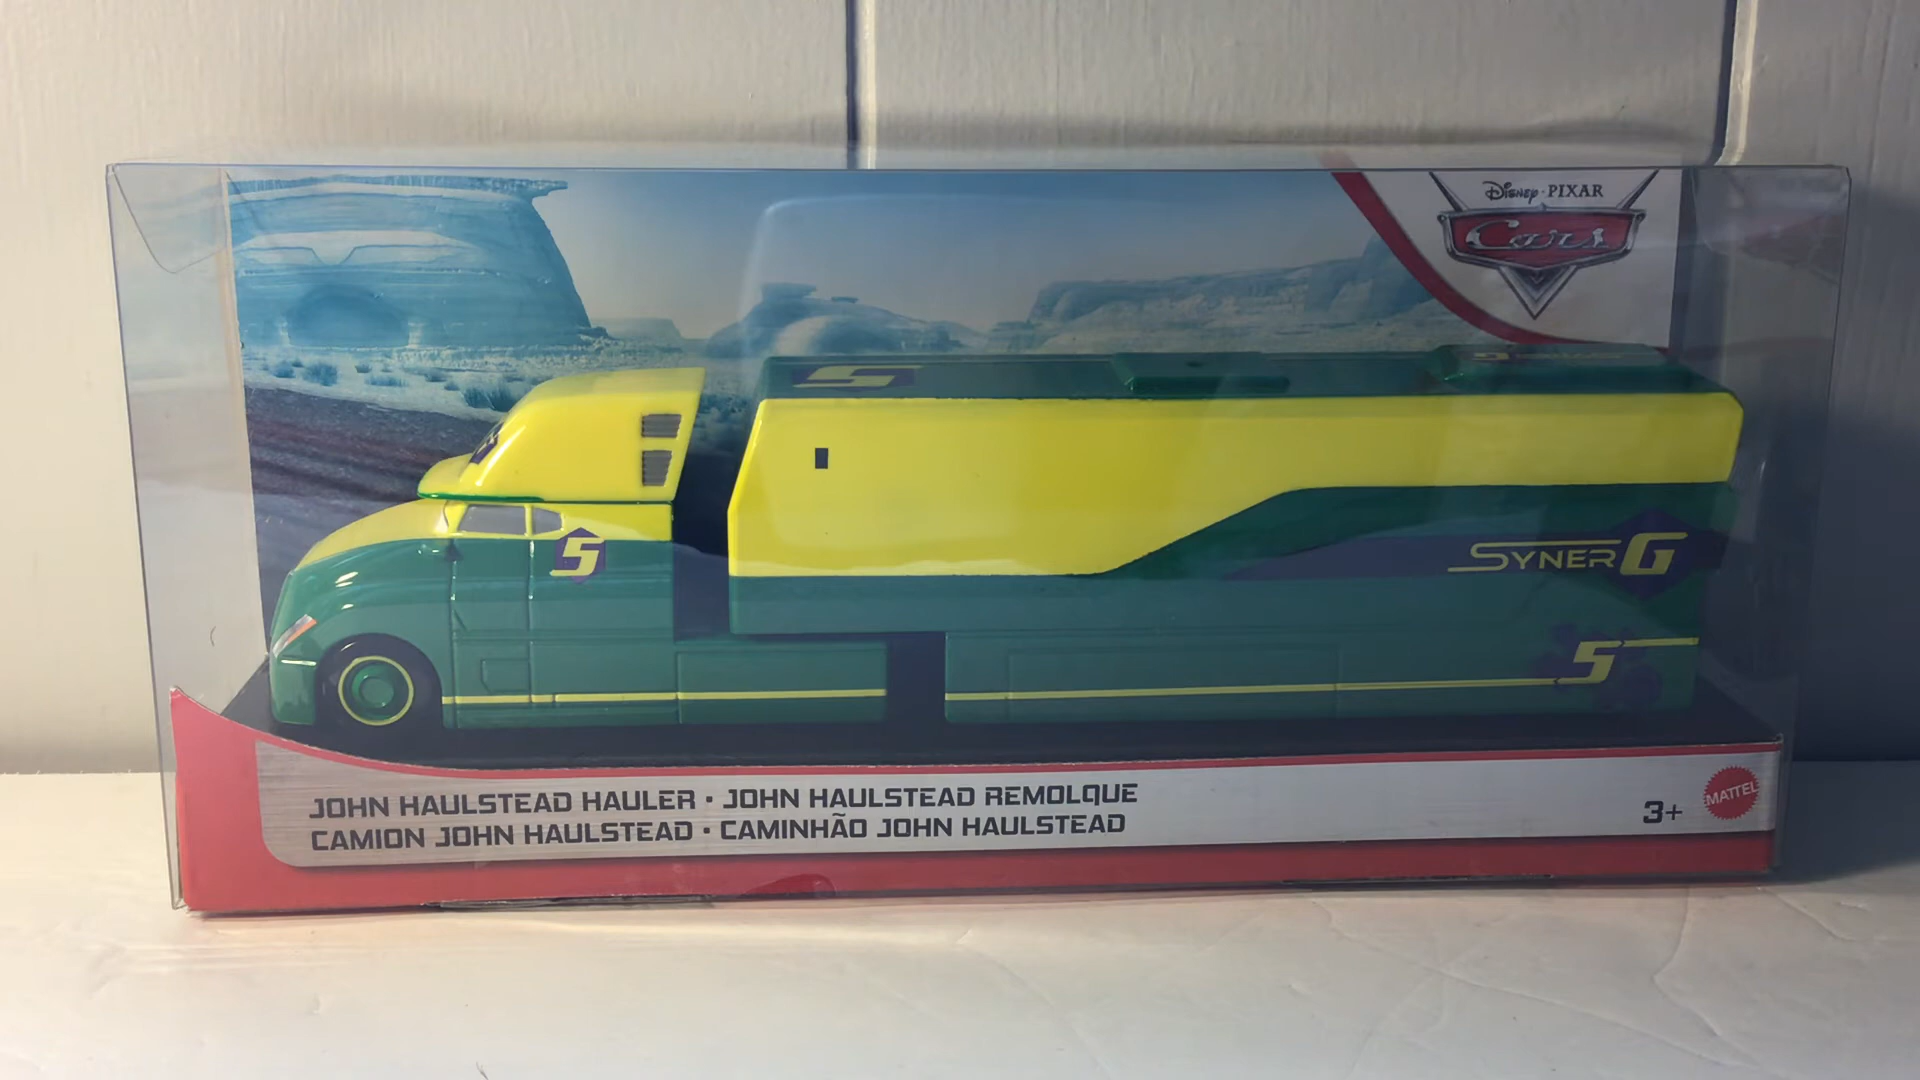 Disney · PIXAR
Cars
5
5
SYNERG
5
JOHN HAULSTEAD HAULER · JOHN HAULSTEAD REMOLQUE
CAMION JOHN HAULSTEAD · CAMINHÃO JOHN HAULSTEAD
3+
MATTEL